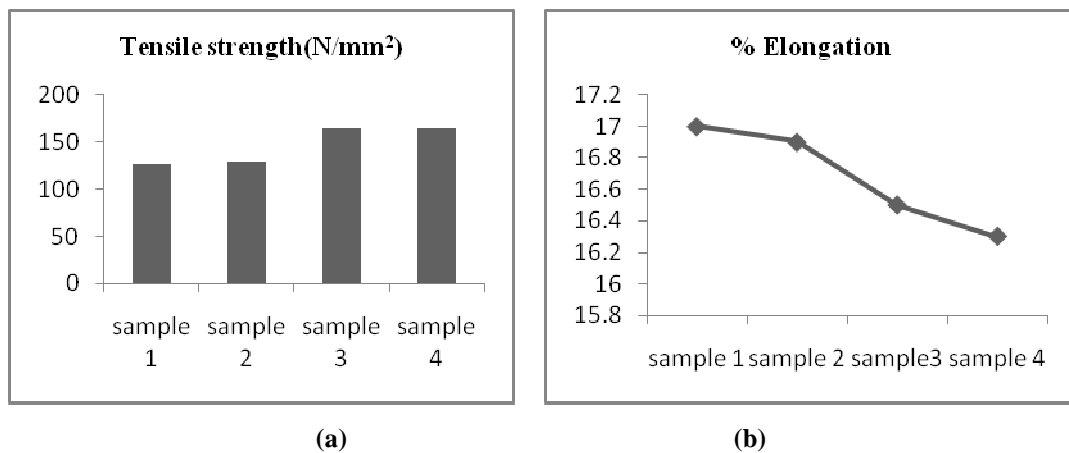 Tensile strength(N/mm²)
200
150
100
50
0
sample 1
sample 2
sample 3
sample 4
(a)
% Elongation
17.2
17
16.8
16.6
16.4
16.2
16
15.8
sample 1 sample 2 sample3 sample 4
(b)